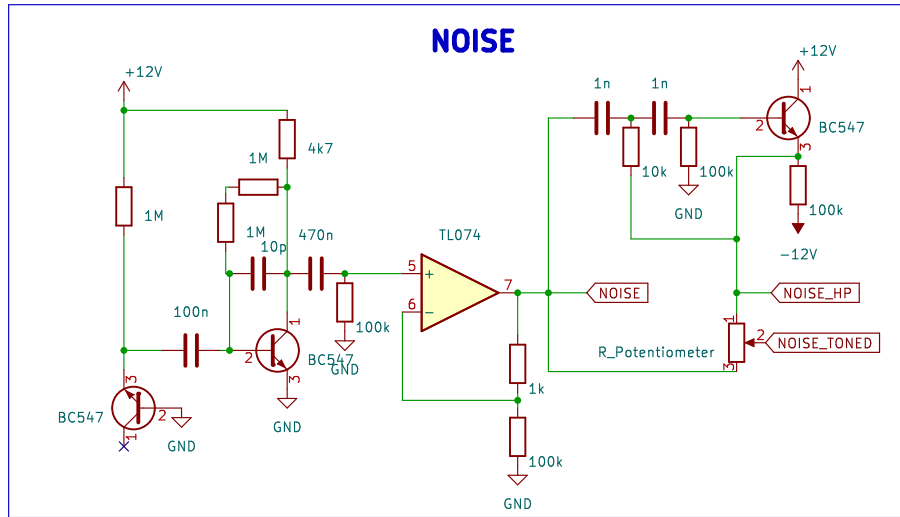 NOISE
+12V
+12V
1n
1n
1
2
BC547
3
4k7
1M
10k
100k
100k
GND
-12V
1M
1M
10p
470n
TL074
5
+
7
6
−
NOISE
NOISE_HP
100n
100k
1
2
BC547
GND
3
GND
1k
R_Potentiometer
1
2
NOISE_TONED
3
3
BC547
2
1
GND
100k
GND